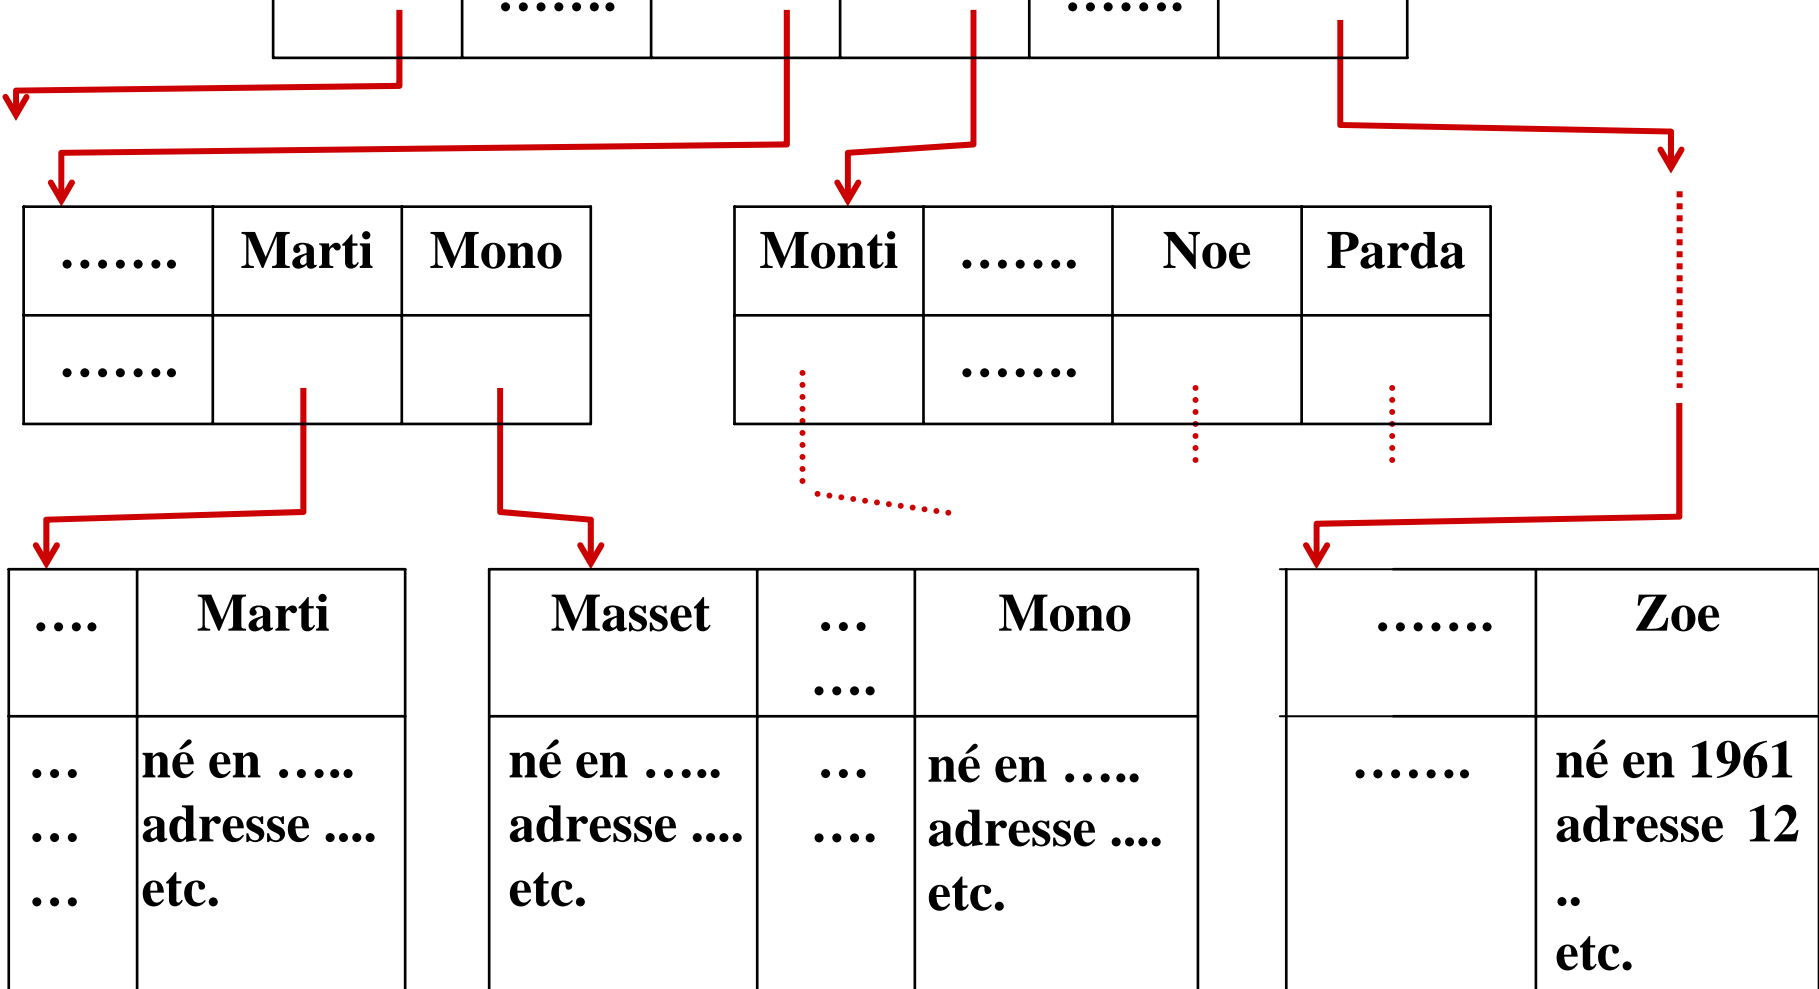 ……. …….
……. Marti Mono Monti ……. Noe Parda
……. …….
…. Marti Masset … Mono ……. Zoe
….
… né en ….. né en ….. … né en ….. ……. né en 1961
… adresse .... adresse .... …. adresse .... adresse 12
… etc. etc. etc. ..
etc.